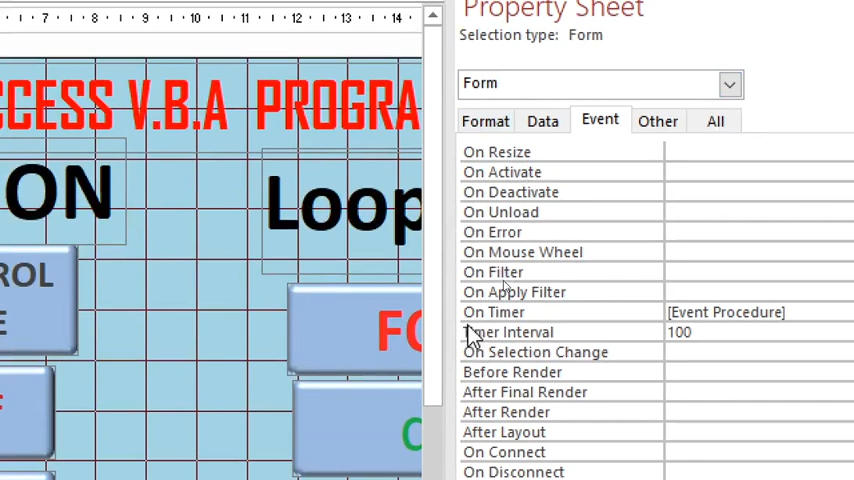 7 8 9 10 11 12 13 14
CCESS V.B.A PROGRA
ON
Loop
ROL
E
FO
F
C
Property Sheet
Selection type: Form
Form
Format Data Event Other All
On Resize
On Activate
On Deactivate
On Unload
On Error
On Mouse Wheel
On Filter
On Apply Filter
On Timer [Event Procedure]
Timer Interval 100
On Selection Change
Before Render
After Final Render
After Render
After Layout
On Connect
On Disconnect